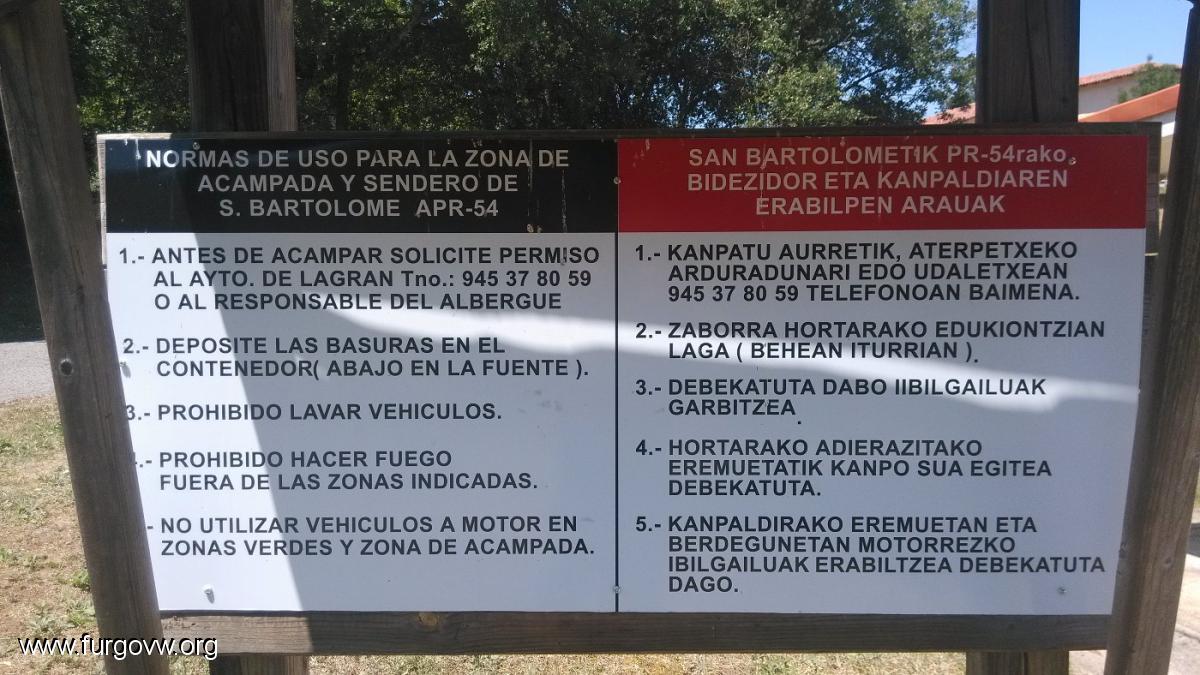 NORMAS DE USO PARA LA ZONA DE
ACAMPADA Y SENDERO DE
S. BARTOLOME APR-54
1.- ANTES DE ACAMPAR SOLICITE PERMISO
AL AYTO. DE LAGRAN Tno.: 945 37 80 59
O AL RESPONSABLE DEL ALBERGUE
2.- DEPOSITE LAS BASURAS EN EL
CONTENEDOR( ABAJO EN LA FUENTE ).
3.- PROHIBIDO LAVAR VEHICULOS.
.- PROHIBIDO HACER FUEGO
FUERA DE LAS ZONAS INDICADAS.
- NO UTILIZAR VEHICULOS A MOTOR EN
ZONAS VERDES Y ZONA DE ACAMPADA.
SAN BARTOLOMETIK PR-54rako
BIDEZIDOR ETA KANPALDIAREN
ERABILPEN ARAUAK
1.- KANPATU AURRETIK, ATERPETXEKO
ARDURADUNARI EDO UDALETXEAN
945 37 80 59 TELEFONOAN BAIMENA.
2.- ZABORRA HORTARAKO EDUKIONTZIAN
LAGA ( BEHEAN ITURRIAN ).
3.- DEBEKATUTA DABO IIBILGAILUAK
GARBITZEA
4.- HORTARAKO ADIERAZITAKO
EREMUETATIK KANPO SUA EGITEA
DEBEKATUTA.
5.- KANPALDIRAKO EREMUETAN ETA
BERDEGUNETAN MOTORREZKO
IBILGAILUAK ERABILTZEA DEBEKATUTA
DAGO.
www.furgovw.org